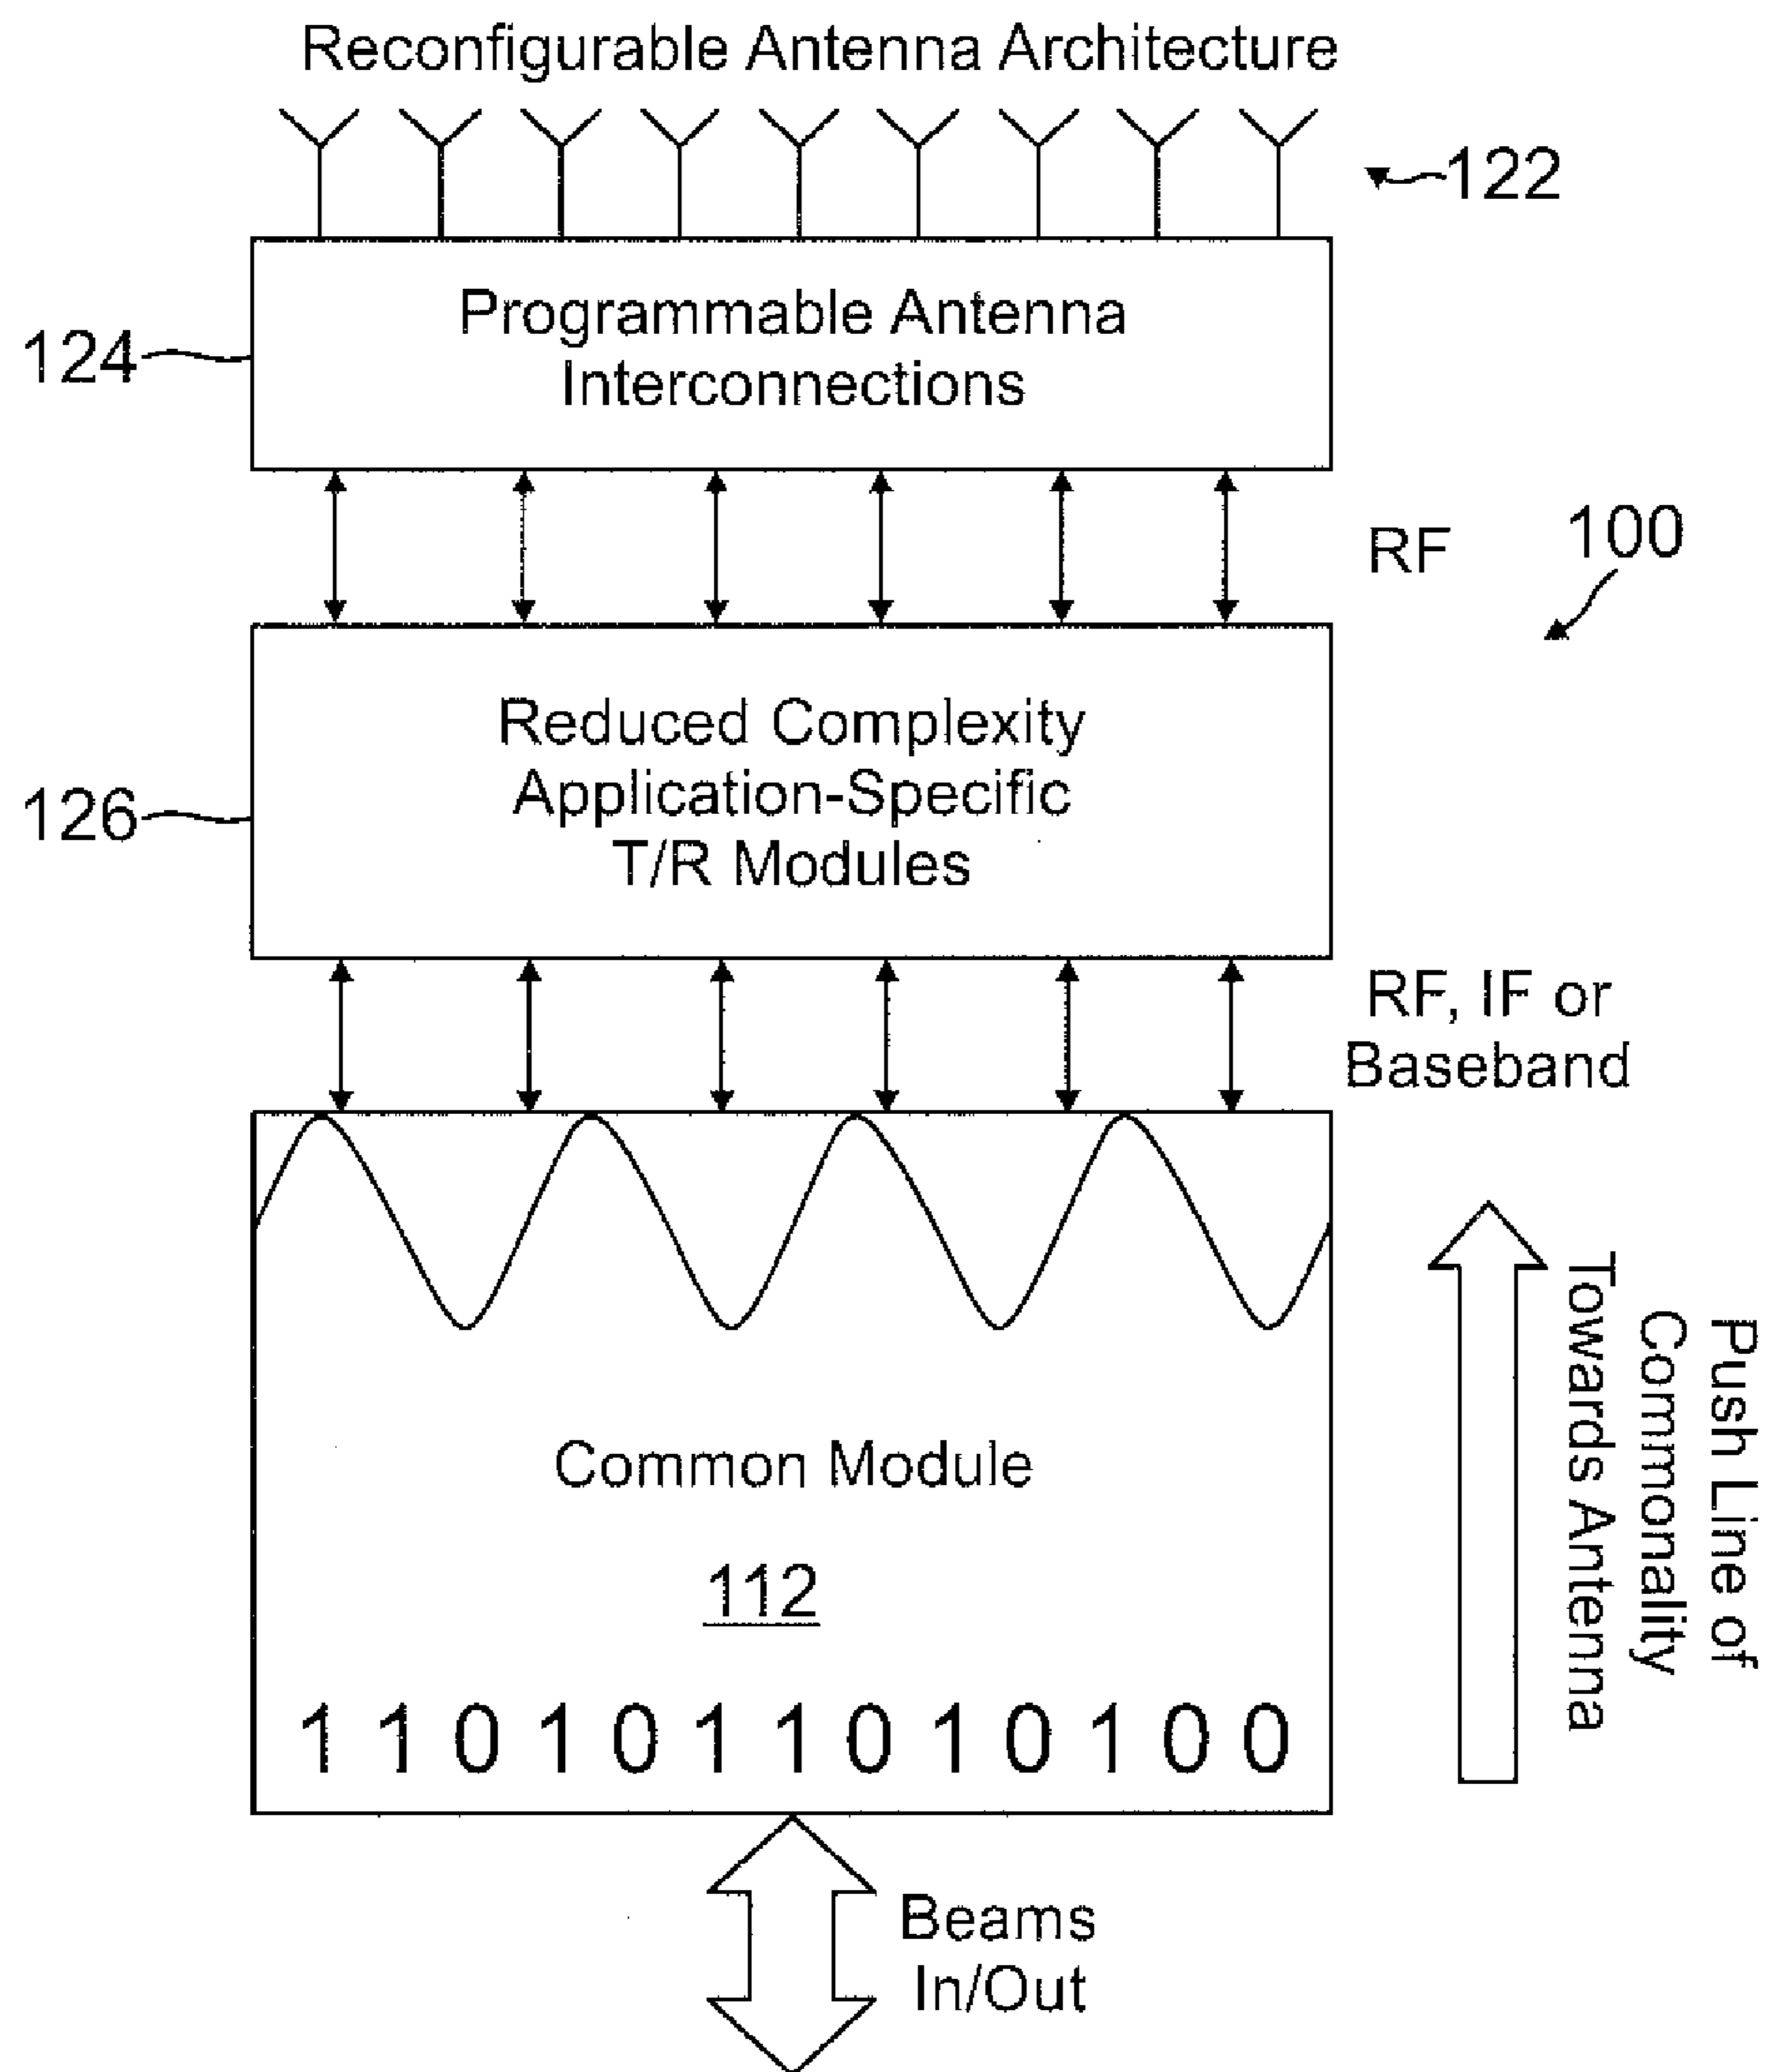 Reconfigurable Antenna Architecture
122
Programmable Antenna
Interconnections
124
RF
100
Reduced Complexity
Application-Specific
T/R Modules
126
RF, IF or
Baseband
Push Line of
Commonality
Towards Antenna
Common Module
112
1 1 0 1 0 1 1 0 1 0 1 0 0
Beams
In/Out